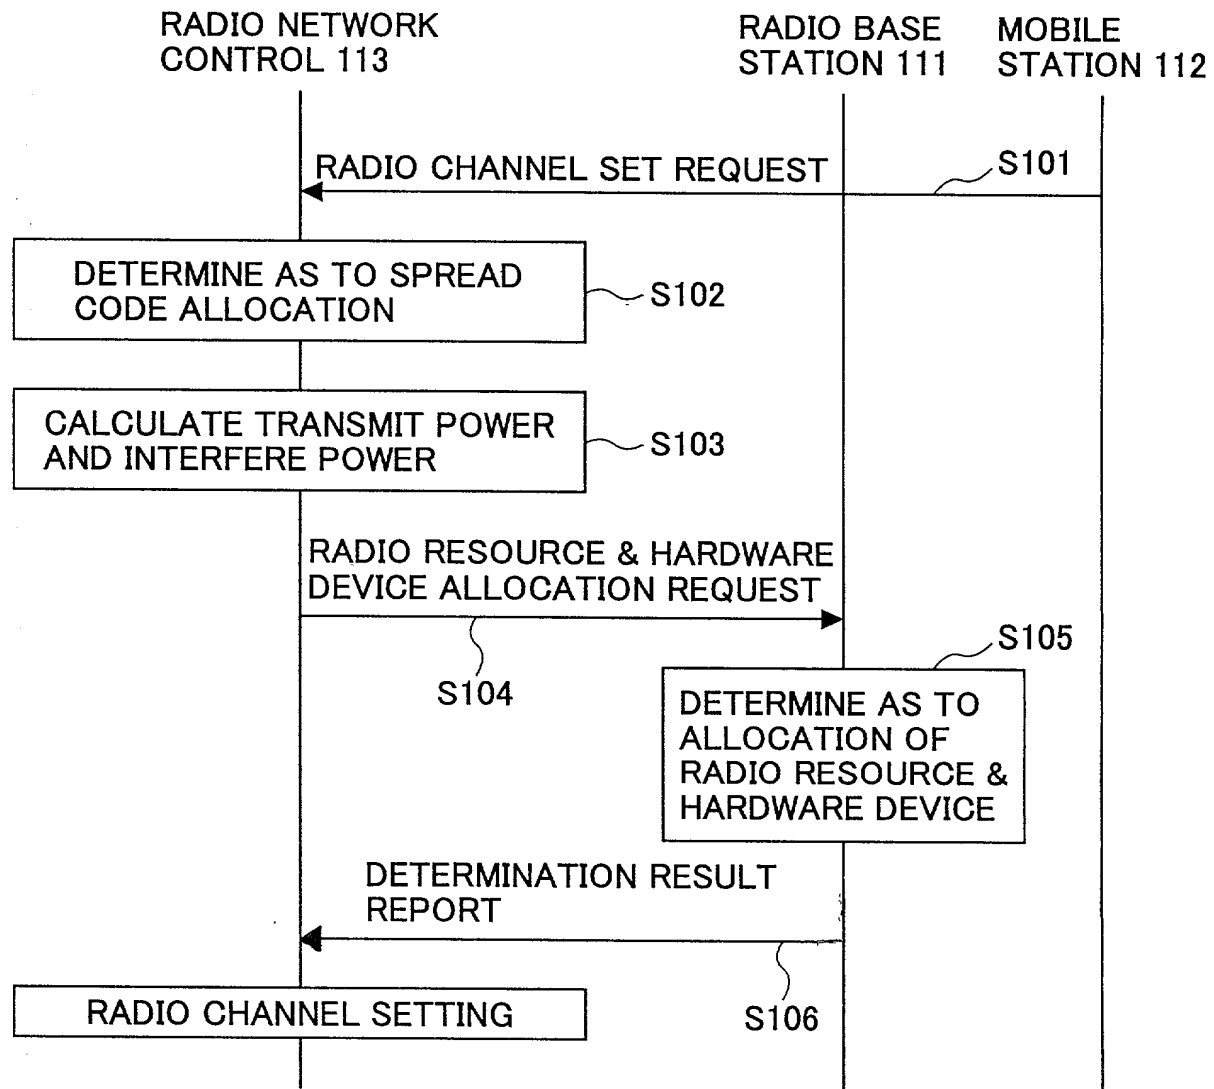 RADIO NETWORK
CONTROL 113
RADIO BASE
STATION 111
MOBILE
STATION 112
RADIO CHANNEL SET REQUEST
S101
DETERMINE AS TO SPREAD
CODE ALLOCATION
S102
CALCULATE TRANSMIT POWER
AND INTERFERE POWER
S103
RADIO RESOURCE & HARDWARE
DEVICE ALLOCATION REQUEST
S104
S105
DETERMINE AS TO
ALLOCATION OF
RADIO RESOURCE &
HARDWARE DEVICE
DETERMINATION RESULT
REPORT
S106
RADIO CHANNEL SETTING